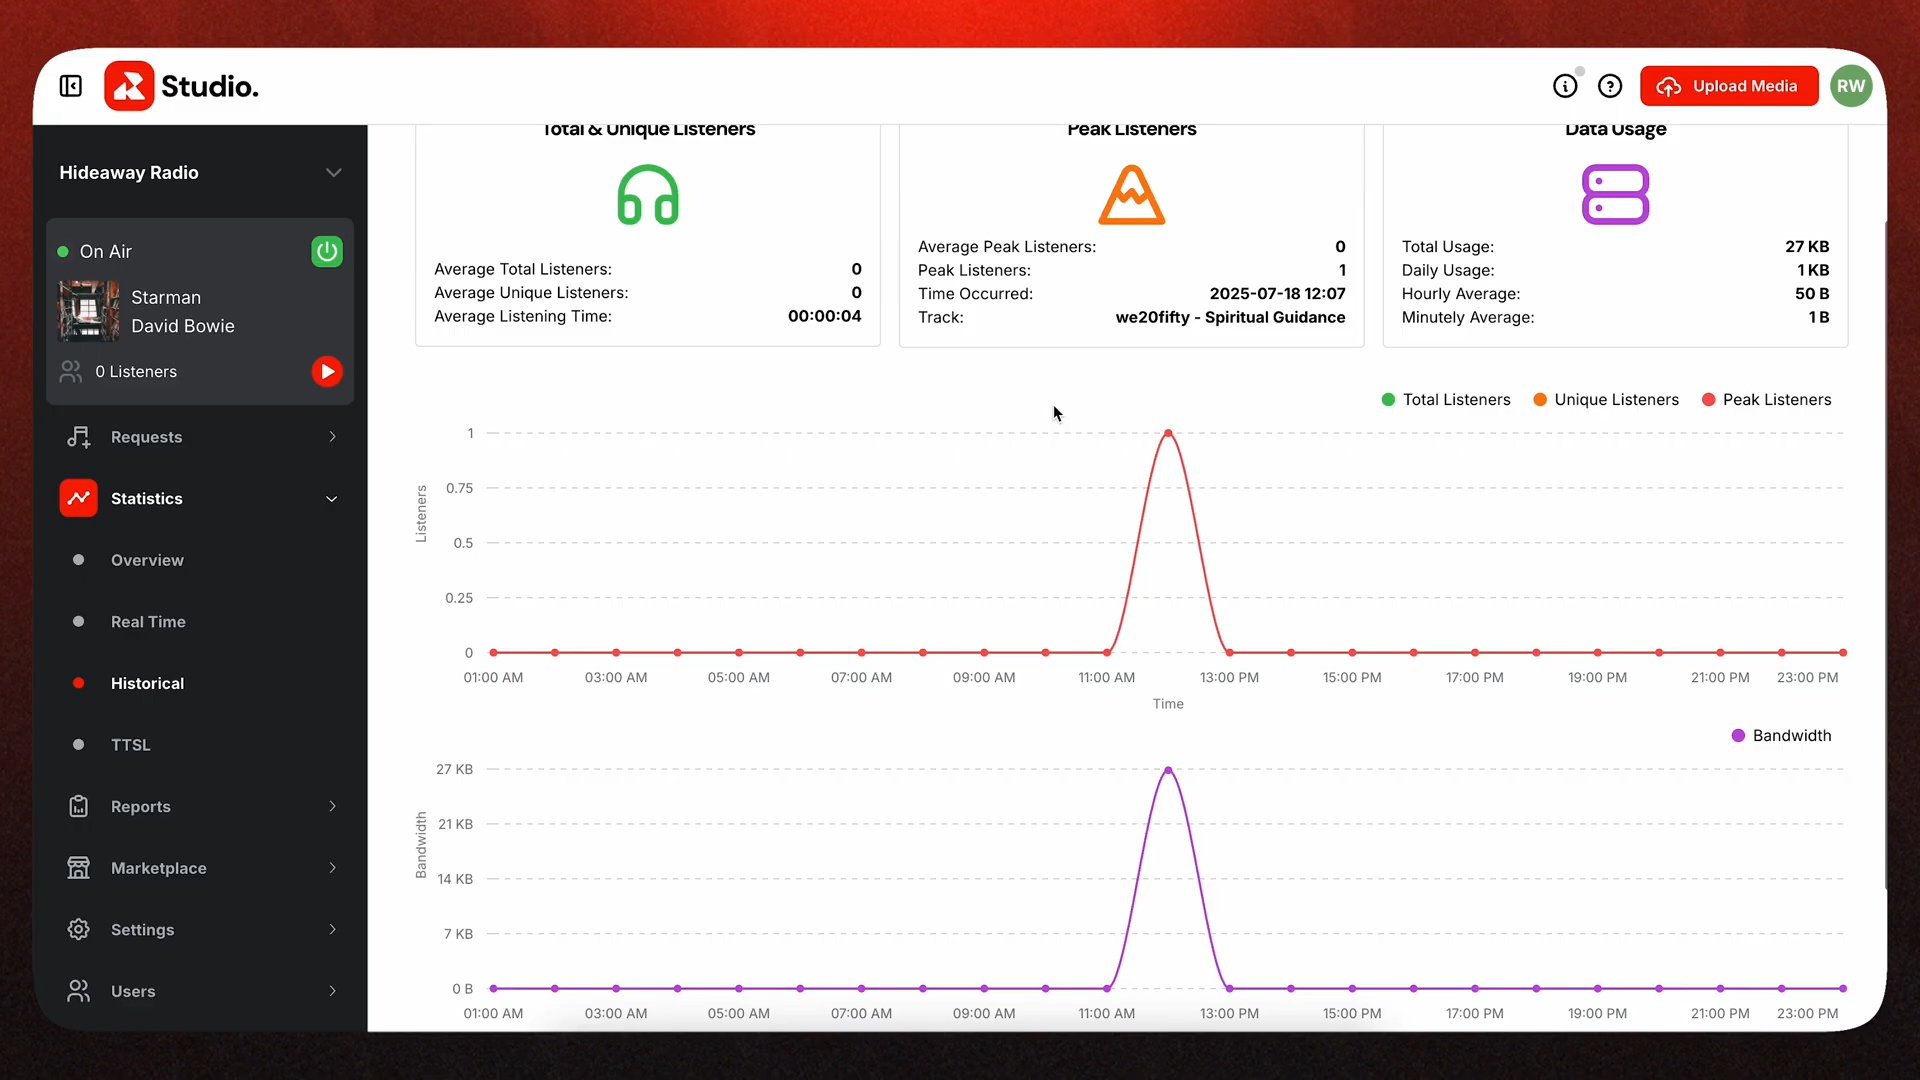 Studio.
Upload Media
RW
Hideaway Radio
On Air
Starman
David Bowie
0 Listeners
Requests
Statistics
Overview
Real Time
Historical
TTSL
Reports
Marketplace
Settings
Users
Total & Unique Listeners
Average Total Listeners: 0
Average Unique Listeners: 0
Average Listening Time: 00:00:04
Peak Listeners
Average Peak Listeners: 0
Peak Listeners: 1
Time Occurred: 2025-07-18 12:07
Track: we20fifty - Spiritual Guidance
Data Usage
Total Usage: 27 KB
Daily Usage: 1 KB
Hourly Average: 50 B
Minutely Average: 1 B
Total Listeners Unique Listeners Peak Listeners
Listeners
1
0.75
0.5
0.25
0
01:00 AM 03:00 AM 05:00 AM 07:00 AM 09:00 AM 11:00 AM 13:00 PM 15:00 PM 17:00 PM 19:00 PM 21:00 PM 23:00 PM
Time
Bandwidth
Bandwidth
27 KB
21 KB
14 KB
7 KB
0 B
01:00 AM 03:00 AM 05:00 AM 07:00 AM 09:00 AM 11:00 AM 13:00 PM 15:00 PM 17:00 PM 19:00 PM 21:00 PM 23:00 PM